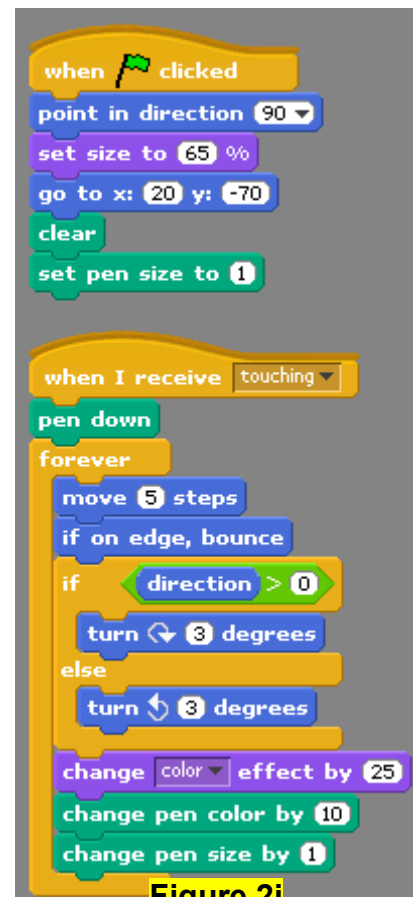 when clicked
point in direction 90
set size to 65 %
go to x: 20 y: -70
clear
set pen size to 1
when I receive touching
pen down
forever
move 5 steps
if on edge, bounce
if direction > 0
turn 3 degrees
else
turn 3 degrees
change color effect by 25
change pen color by 10
change pen size by 1
Figure 2i